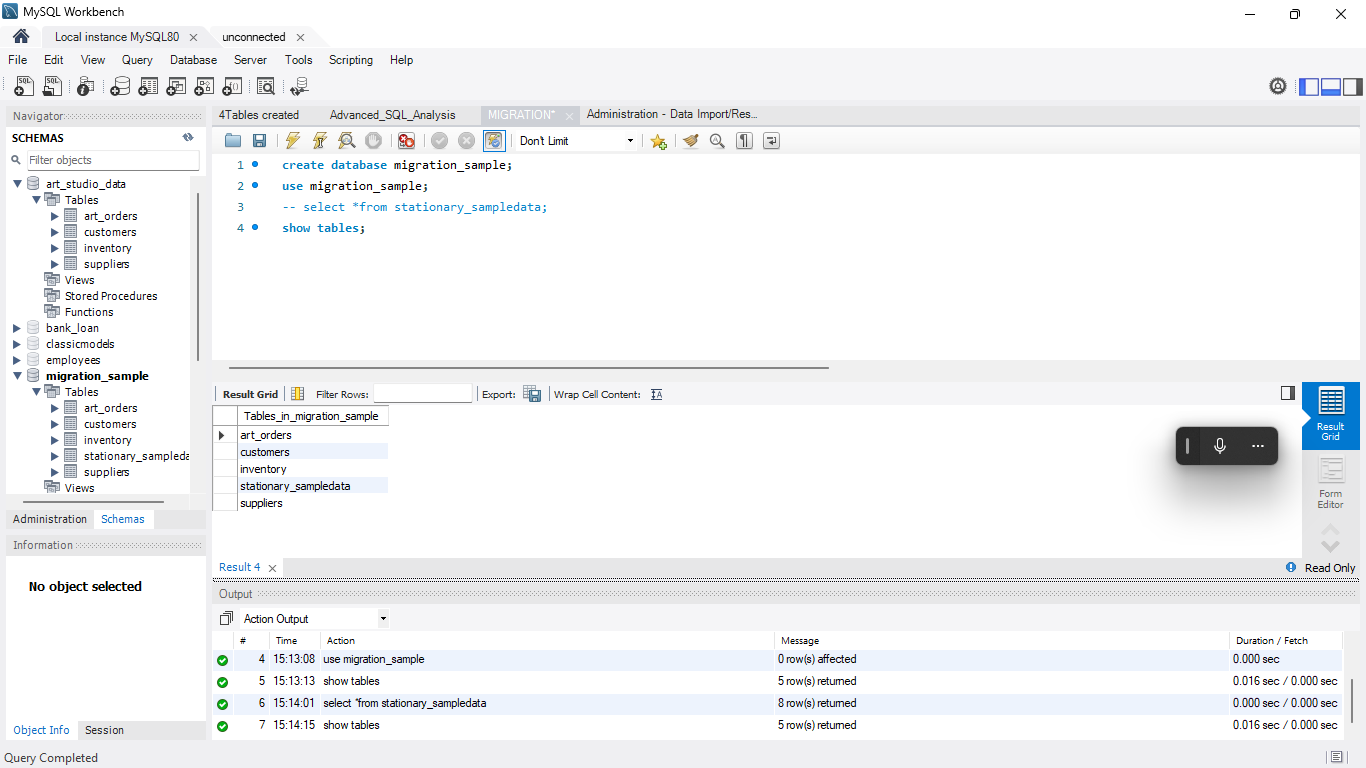 MySQL Workbench
Local instance MySQL80
unconnected
File Edit View Query Database Server Tools Scripting Help
Navigator
SCHEMAS
Filter objects
art_studio_data
Tables
art_orders
customers
inventory
suppliers
Views
Stored Procedures
Functions
bank_loan
classicmodels
employees
migration_sample
Tables
art_orders
customers
inventory
stationary_sampleda
suppliers
Views
Administration Schemas
Information
No object selected
Object Info Session
4Tables created Advanced_SQL_Analysis MIGRATION* Administration - Data Import/Res...
Don't Limit
1 create database migration_sample;
2 use migration_sample;
3 -- select *from stationary_sampledata;
4 show tables;
Result Grid Filter Rows: Export: Wrap Cell Content:
Tables_in_migration_sample
art_orders
customers
inventory
stationary_sampledata
suppliers
Result Grid
Form Editor
Result 4
Read Only
Output
Action Output
# Time Action Message Duration / Fetch
4 15:13:08 use migration_sample 0 row(s) affected 0.000 sec
5 15:13:13 show tables 5 row(s) returned 0.016 sec / 0.000 sec
6 15:14:01 select *from stationary_sampledata 8 row(s) returned 0.000 sec / 0.000 sec
7 15:14:15 show tables 5 row(s) returned 0.016 sec / 0.000 sec
Query Completed